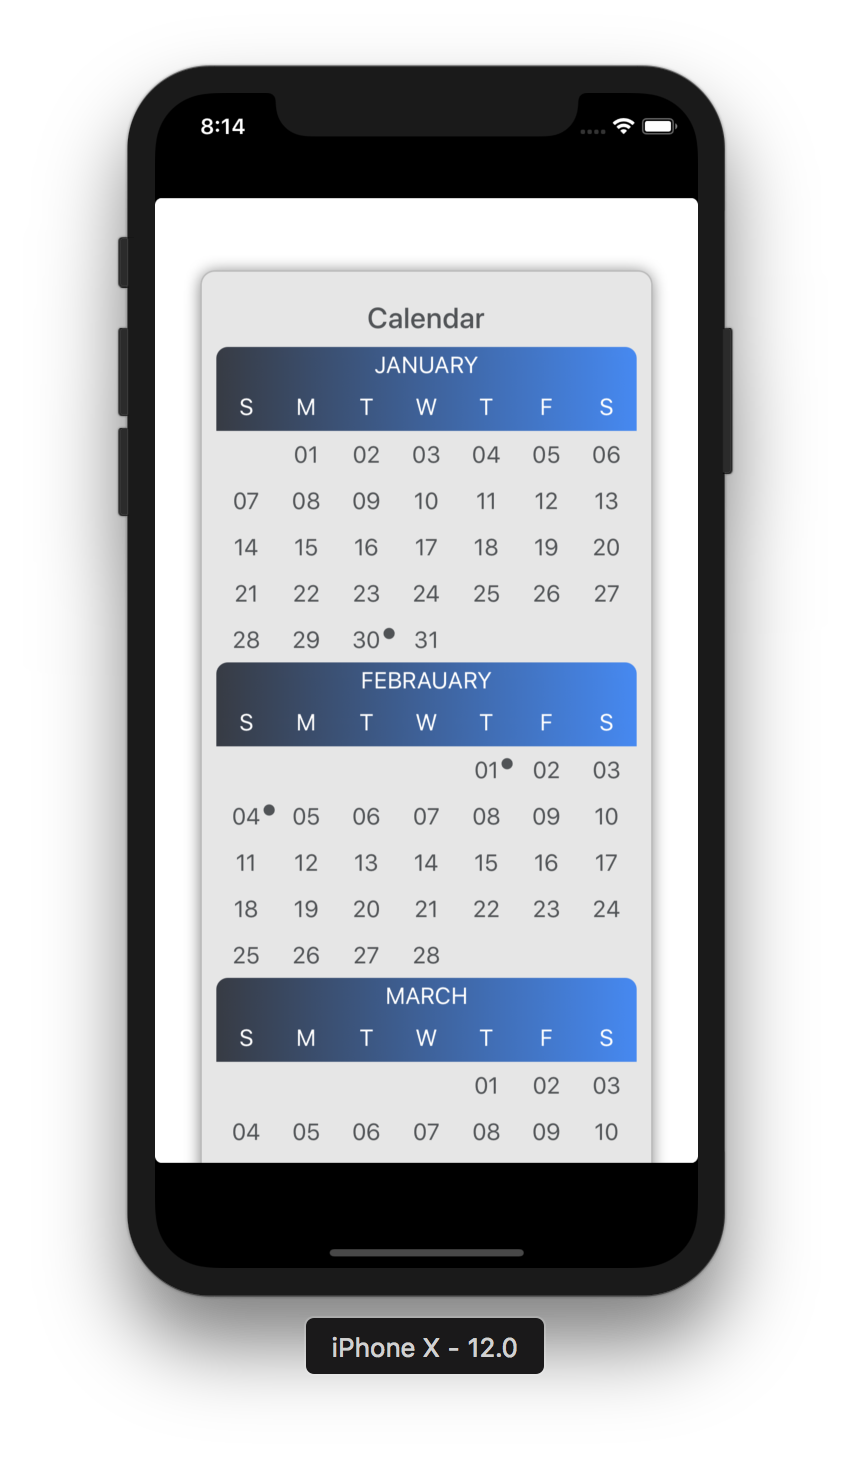 8:14
Calendar
JANUARY
S M T W T F S
01 02 03 04 05 06
07 08 09 10 11 12 13
14 15 16 17 18 19 20
21 22 23 24 25 26 27
28 29 30 31
FEBRAUARY
S M T W T F S
01 02 03
04 05 06 07 08 09 10
11 12 13 14 15 16 17
18 19 20 21 22 23 24
25 26 27 28
MARCH
S M T W T F S
01 02 03
04 05 06 07 08 09 10
iPhone X - 12.0